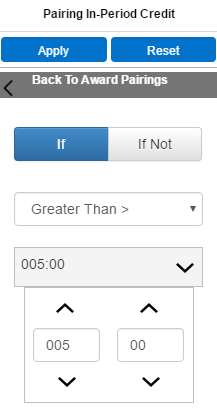 Pairing In-Period Credit
Apply Reset
Back To Award Pairings
If If Not
Greater Than >
005:00
005 00